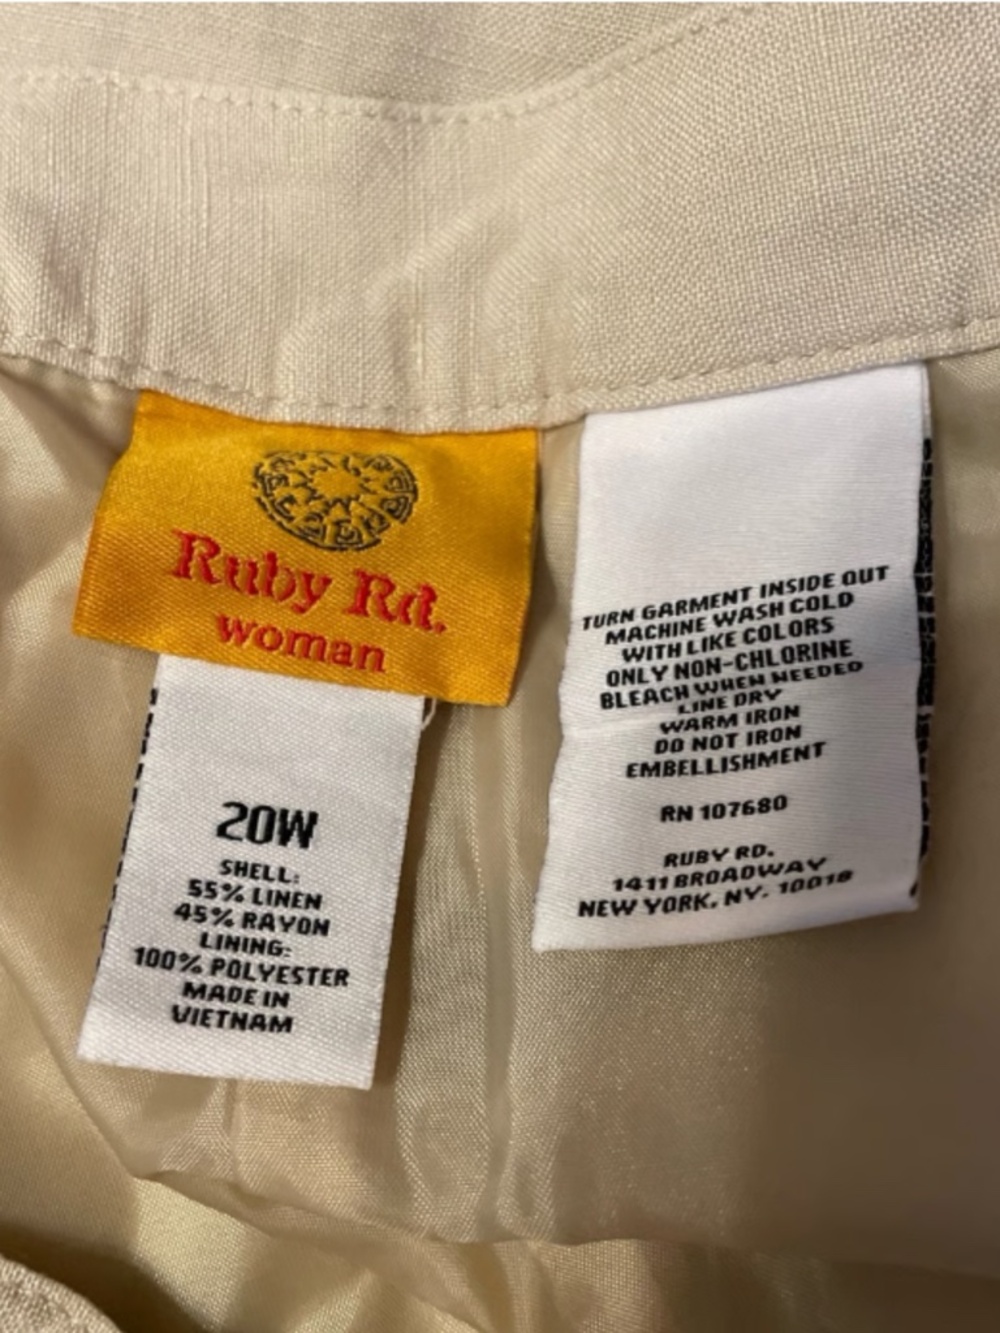 Ruby Rd.
woman
20W
SHELL:
55% LINEN
45% RAYON
LINING:
100% POLYESTER
MADE IN
VIETNAM
TURN GARMENT INSIDE OUT
MACHINE WASH COLD
WITH LIKE COLORS
ONLY NON-CHLORINE
BLEACH WHEN NEEDED
LINE DRY
WARM IRON
DO NOT IRON
EMBELLISHMENT
RN 107680
RUBY RD.
1411 BROADWAY
NEW YORK, NY. 10018